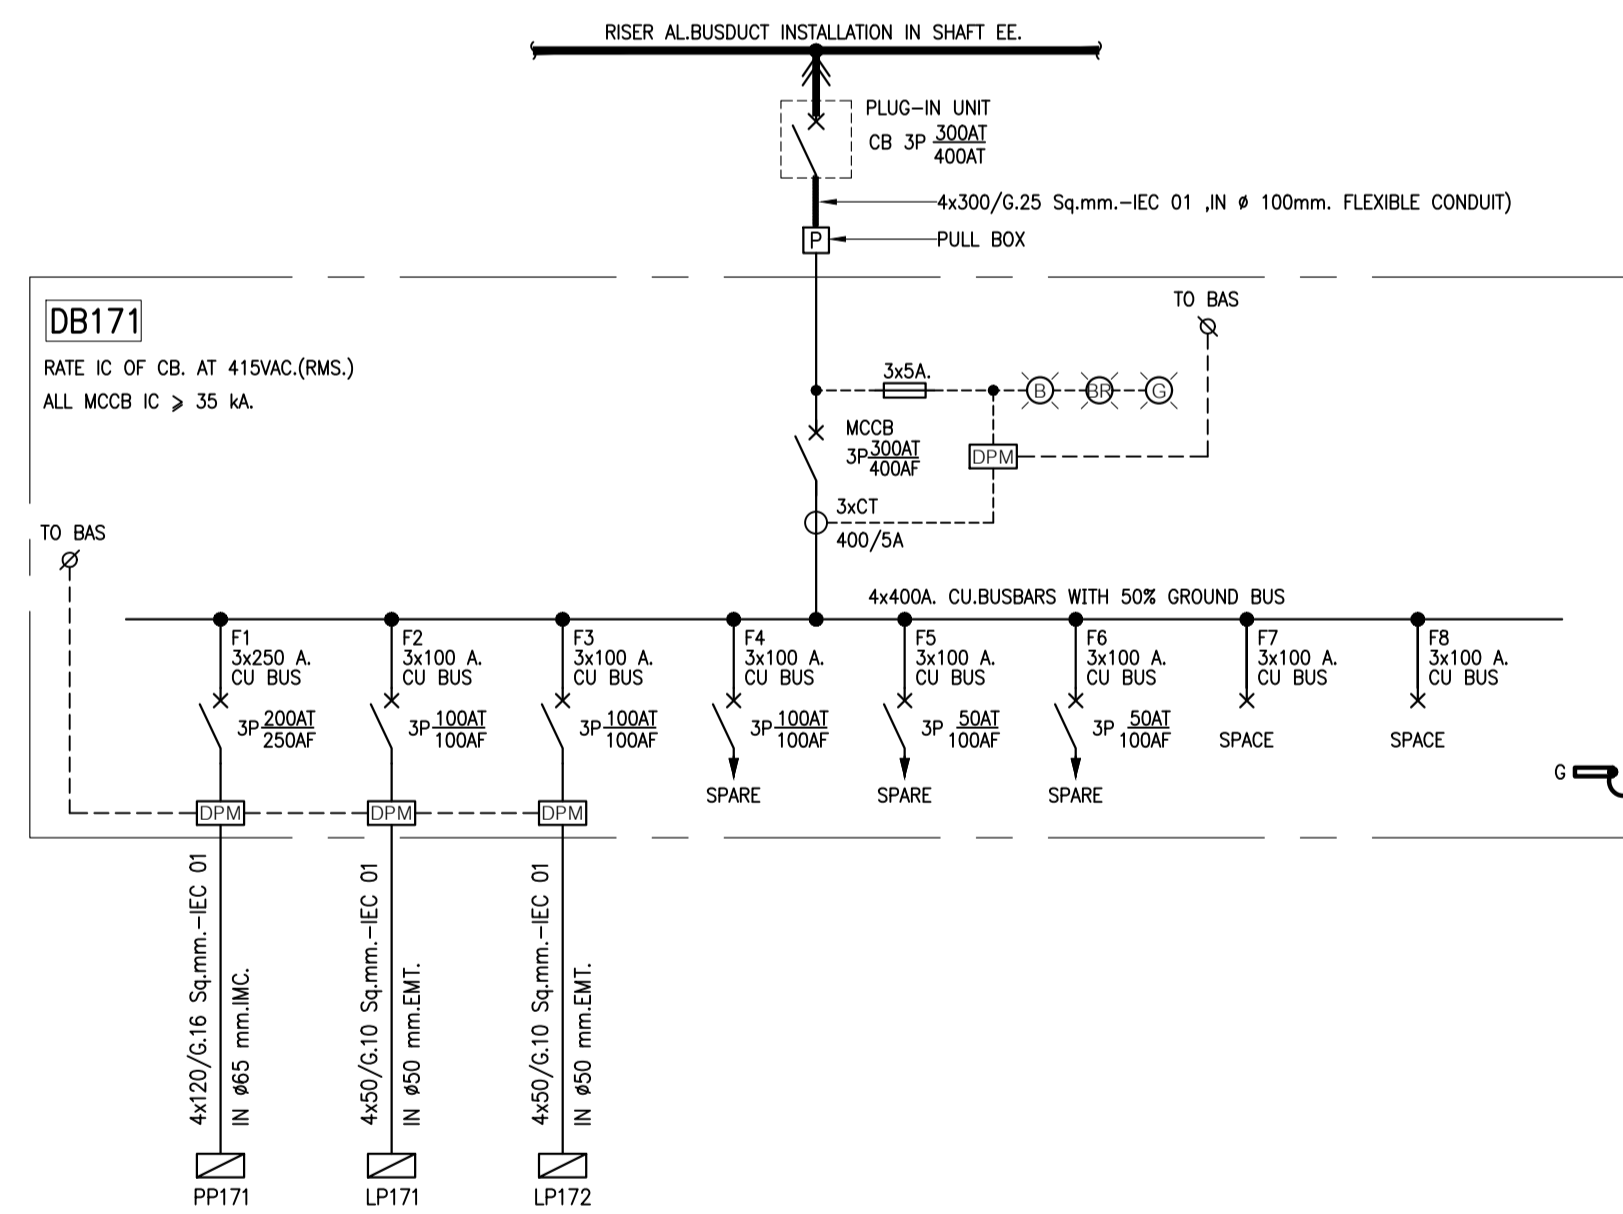 RISER AL.BUSDUCT INSTALLATION IN SHAFT EE.
PLUG-IN UNIT
CB 3P 300AT
400AT
4x300/G.25 Sq.mm.-IEC 01 ,IN ø 100mm. FLEXIBLE CONDUIT)
P
PULL BOX
DB171
RATE IC OF CB. AT 415VAC.(RMS.)
ALL MCCB IC ⩾ 35 kA.
TO BAS
3x5A.
B BR G
MCCB
3P 300AT
400AF
DPM
3xCT
400/5A
TO BAS
4x400A. CU.BUSBARS WITH 50% GROUND BUS
F1
3x250 A.
CU BUS
3P 200AT
250AF
DPM
F2
3x100 A.
CU BUS
3P 100AT
100AF
DPM
F3
3x100 A.
CU BUS
3P 100AT
100AF
DPM
F4
3x100 A.
CU BUS
3P 100AT
100AF
SPARE
F5
3x100 A.
CU BUS
3P 50AT
100AF
SPARE
F6
3x100 A.
CU BUS
3P 50AT
100AF
SPARE
F7
3x100 A.
CU BUS
SPACE
F8
3x100 A.
CU BUS
SPACE
G
4x120/G.16 Sq.mm.-IEC 01
IN ø65 mm.IMC.
PP171
4x50/G.10 Sq.mm.-IEC 01
IN ø50 mm.EMT.
LP171
4x50/G.10 Sq.mm.-IEC 01
IN ø50 mm.EMT.
LP172